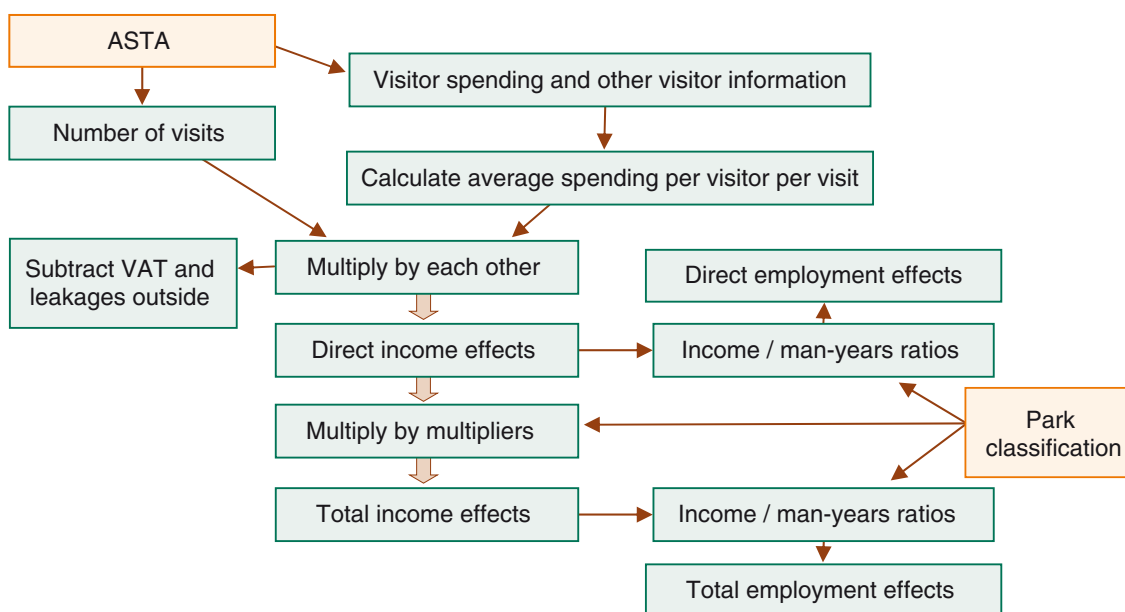 ASTA
Visitor spending and other visitor information
Number of visits
Calculate average spending per visitor per visit
Subtract VAT and
leakages outside
Multiply by each other
Direct employment effects
Direct income effects
Income / man-years ratios
Multiply by multipliers
Park
classification
Total income effects
Income / man-years ratios
Total employment effects